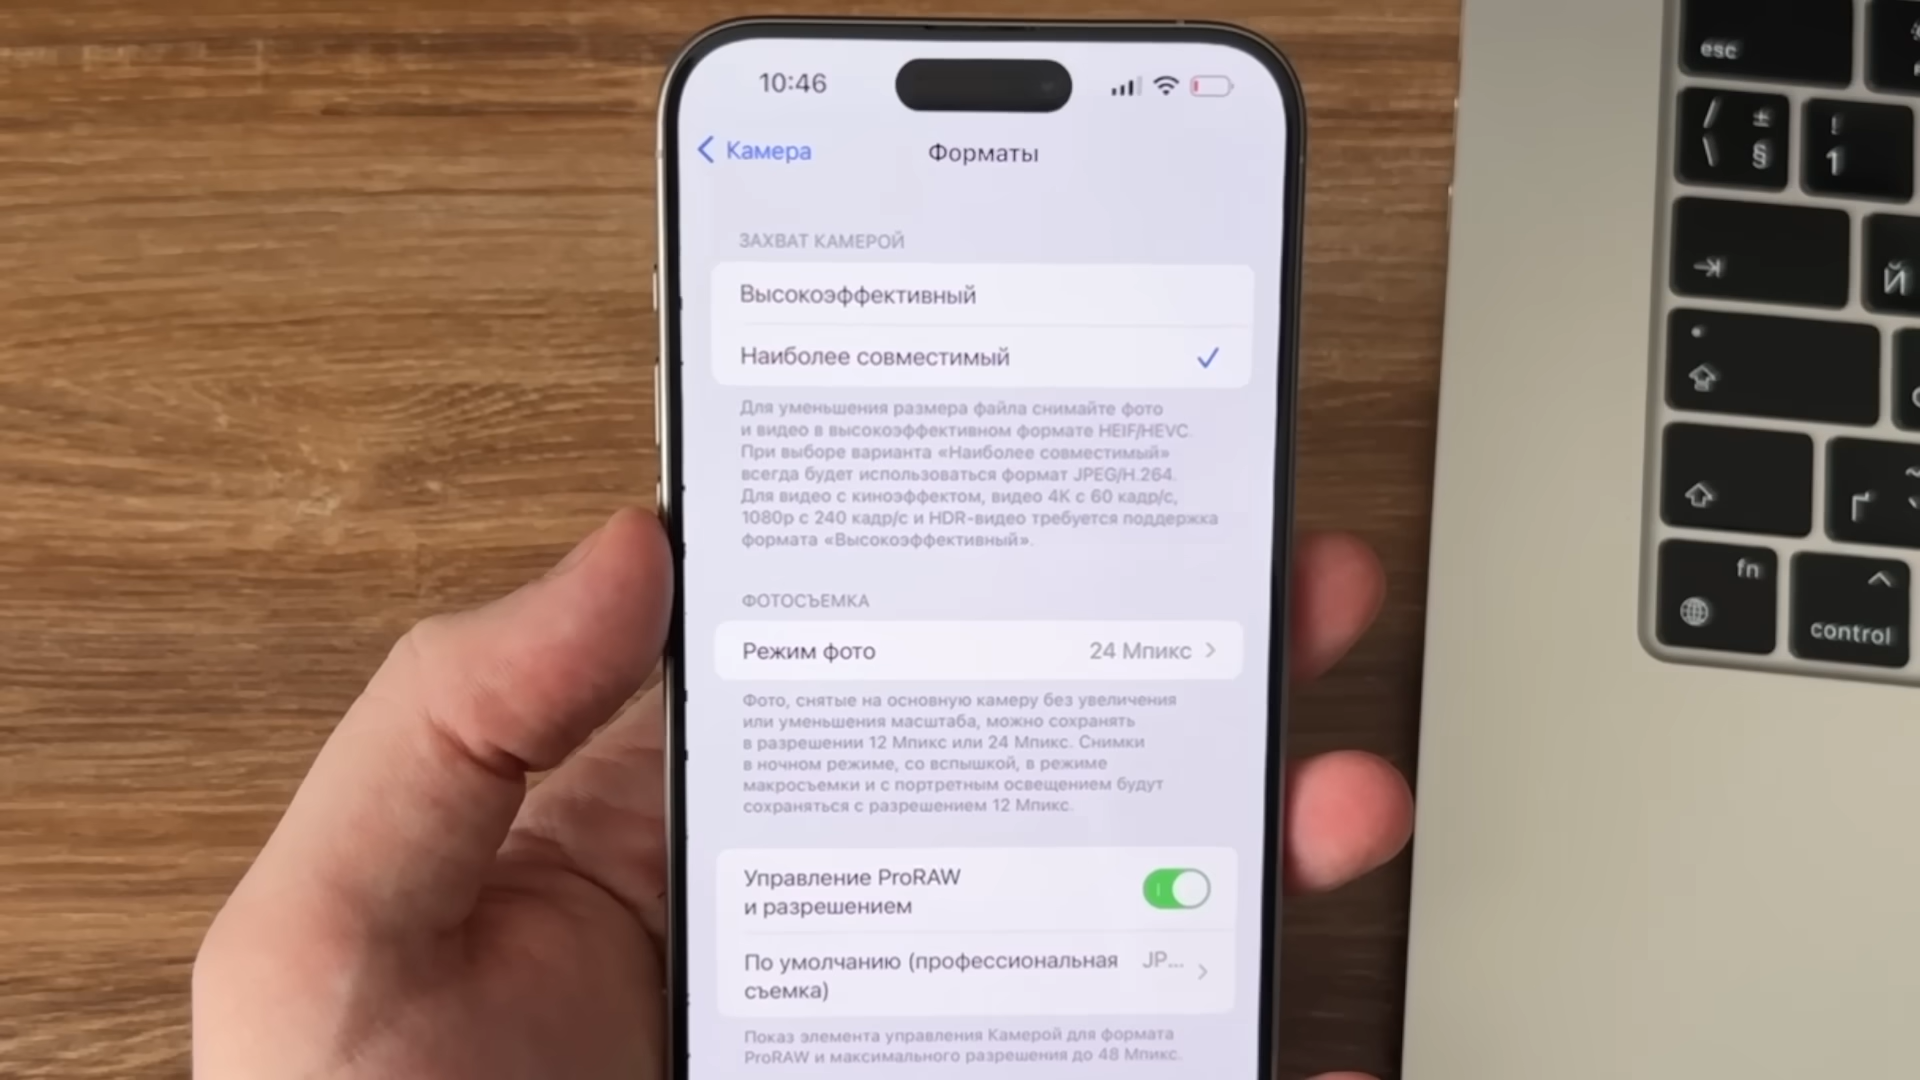 10:46
Камера
Форматы
ЗАХВАТ КАМЕРОЙ
Высокоэффективный
Наиболее совместимый
Для уменьшения размера файла снимайте фото
и видео в высокоэффективном формате HEIF/HEVC.
При выборе варианта «Наиболее совместимый»
всегда будет использоваться формат JPEG/H.264.
Для видео с киноэффектом, видео 4K с 60 кадр/с,
1080p с 240 кадр/с и HDR-видео требуется поддержка
формата «Высокоэффективный».
ФОТОСЪЕМКА
Режим фото 24 Мпикс
Фото, снятые на основную камеру без увеличения
или уменьшения масштаба, можно сохранять
в разрешении 12 Мпикс или 24 Мпикс. Снимки
в ночном режиме, со вспышкой, в режиме
макросъемки и с портретным освещением будут
сохраняться с разрешением 12 Мпикс.
Управление ProRAW
и разрешением
По умолчанию (профессиональная JP...
съемка)
Показ элемента управления Камерой для формата
ProRAW и максимального разрешения до 48 Мпикс.
esc
/ ± ! 
\ § 1
Й
fn
control